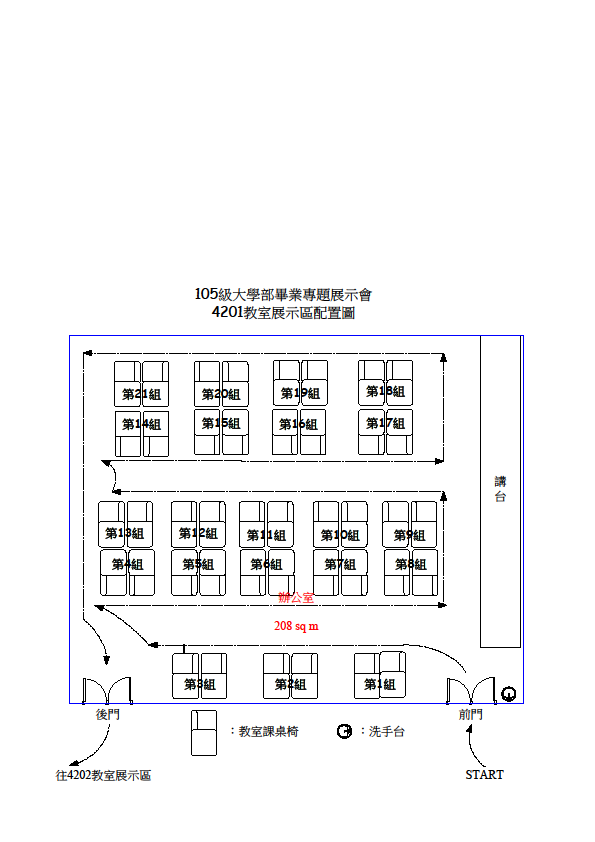 105級大學部畢業專題展示會
4201教室展示區配置圖
第21組
第20組
第19組
第18組
第14組
第15組
第16組
第17組
講台
第13組
第12組
第11組
第10組
第9組
第4組
第5組
第6組
第7組
第8組
辦公室
208 sq m
第3組
第2組
第1組
後門
前門
：教室課桌椅
：洗手台
往4202教室展示區
START